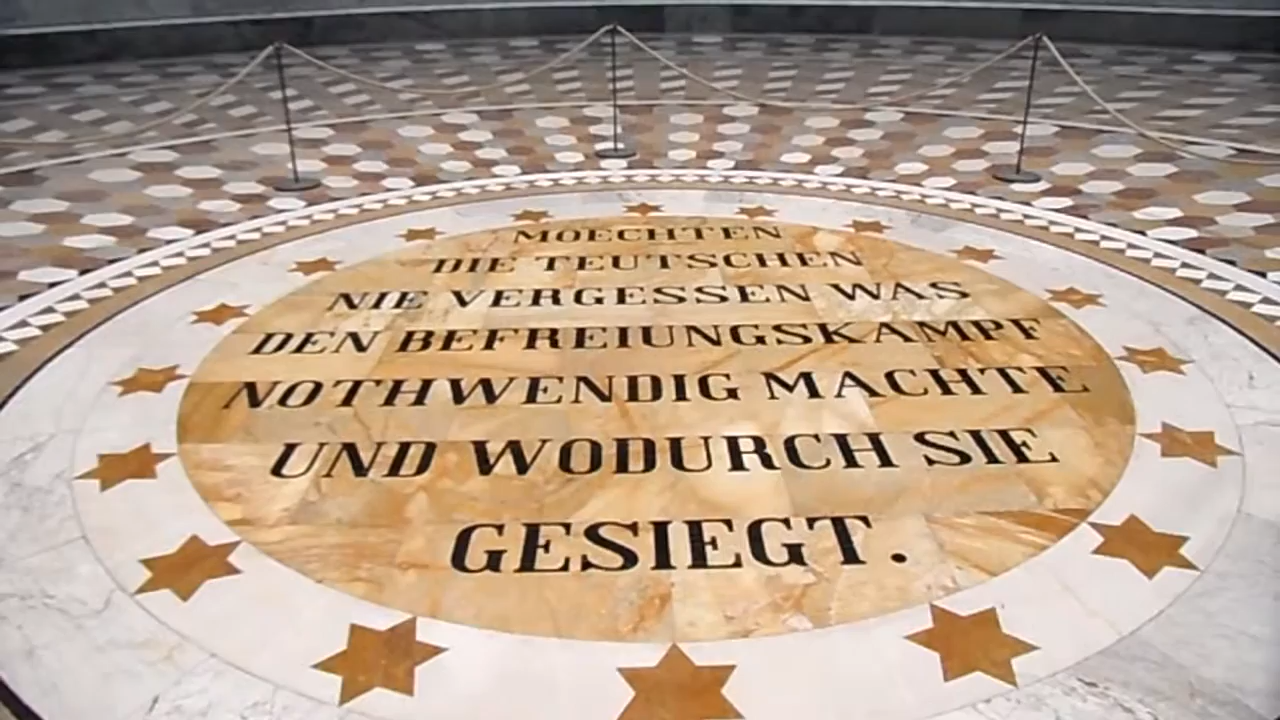 MOECHTEN
DIE TEUTSCHEN
NIE VERGESSEN WAS
DEN BEFREIUNGSKAMPF
NOTHWENDIG MACHTE
UND WODURCH SIE
GESIEGT.